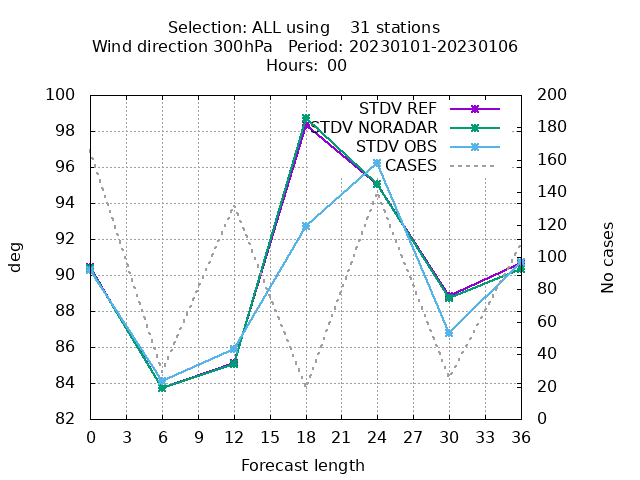 Selection: ALL using    31 stations
Wind direction 300hPa   Period: 20230101-20230106
Hours: 00
100 200
98 180
96 160
94 140
92 120
90 100
88 80
86 60
84 40
82 20
0
deg
No cases
STDV REF
STDV NORADAR
STDV OBS
CASES
0 3 6 9 12 15 18 21 24 27 30 33 36
Forecast length